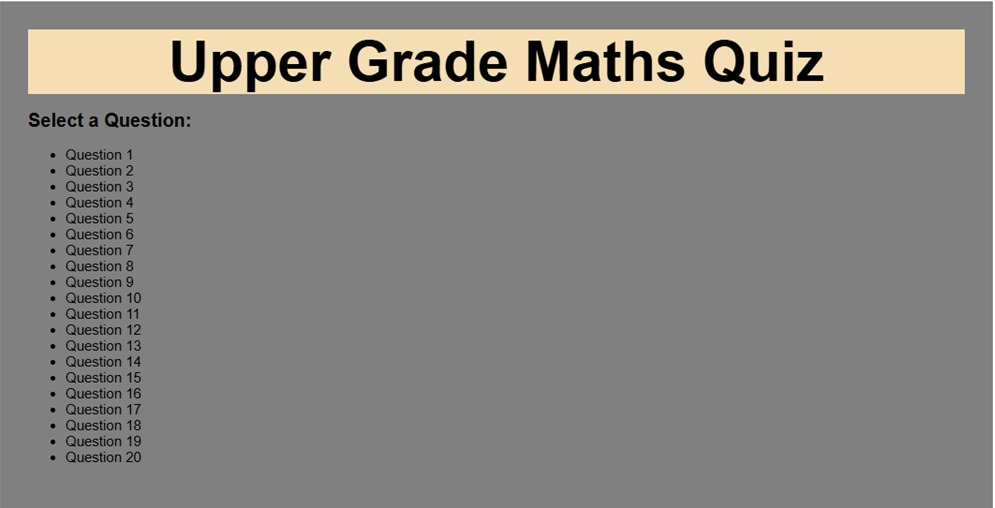 Upper Grade Maths Quiz
Select a Question:
Question 1
Question 2
Question 3
Question 4
Question 5
Question 6
Question 7
Question 8
Question 9
Question 10
Question 11
Question 12
Question 13
Question 14
Question 15
Question 16
Question 17
Question 18
Question 19
Question 20